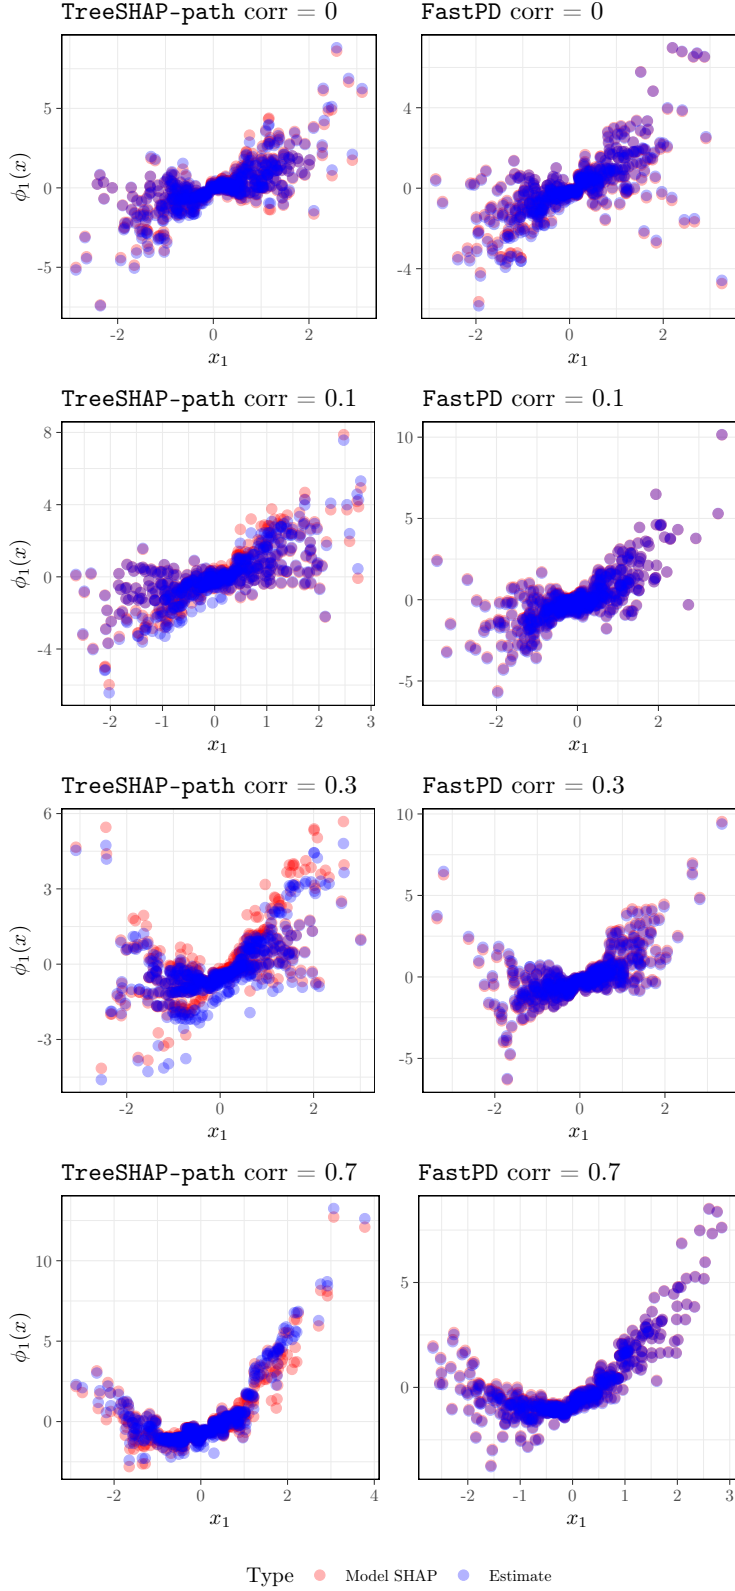 TreeSHAP-path corr = 0
FastPD corr = 0
ϕ₁(x)
5
0
-5
-2
0
2
x₁
4
0
-4
-2
0
2
x₁
TreeSHAP-path corr = 0.1
FastPD corr = 0.1
ϕ₁(x)
8
4
0
-4
-2
-1
0
1
2
3
x₁
10
5
0
-5
-2
0
2
x₁
TreeSHAP-path corr = 0.3
FastPD corr = 0.3
ϕ₁(x)
6
3
0
-3
-2
0
2
x₁
10
5
0
-5
-2
0
2
x₁
TreeSHAP-path corr = 0.7
FastPD corr = 0.7
ϕ₁(x)
10
5
0
-2
0
2
4
x₁
5
0
-2
-1
0
1
2
3
x₁
Type Model SHAP Estimate